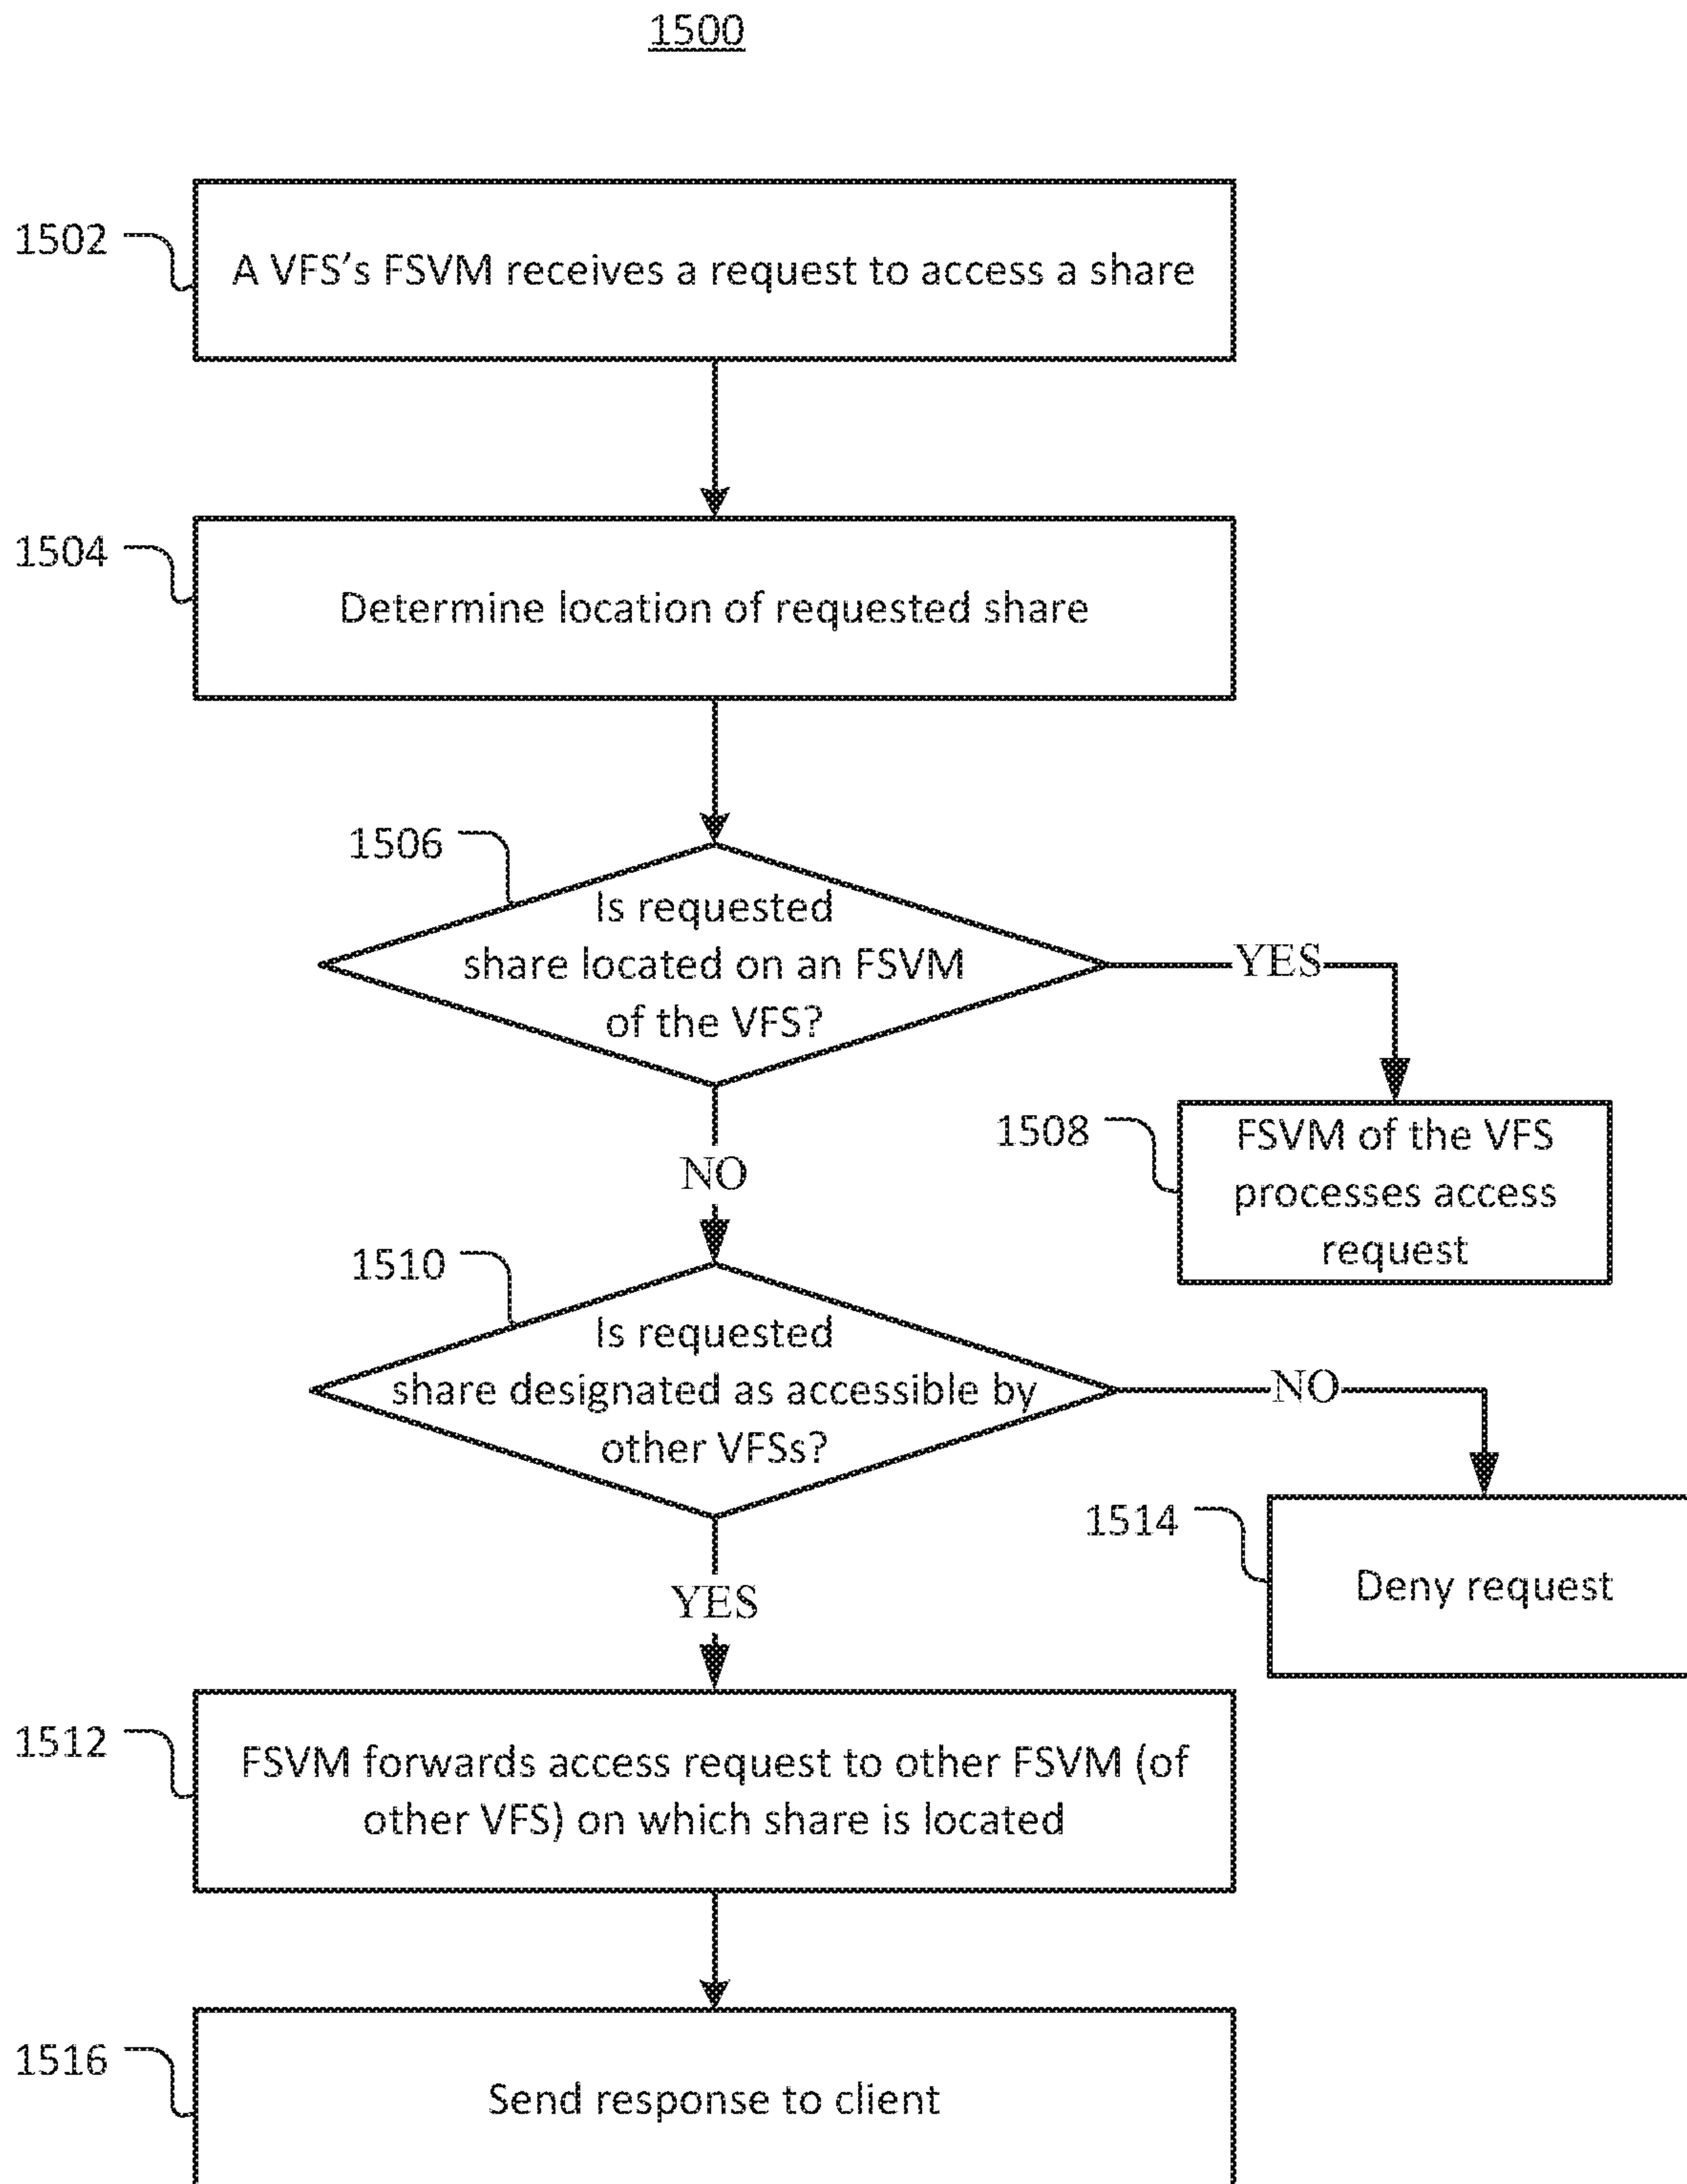 1500
1502
A VFS's FSVM receives a request to access a share
1504
Determine location of requested share
1506
Is requested
share located on an FSVM
of the VFS?
YES
1508
FSVM of the VFS
processes access
request
NO
1510
Is requested
share designated as accessible by
other VFSs?
NO
1514
Deny request
YES
1512
FSVM forwards access request to other FSVM (of
other VFS) on which share is located
1516
Send response to client